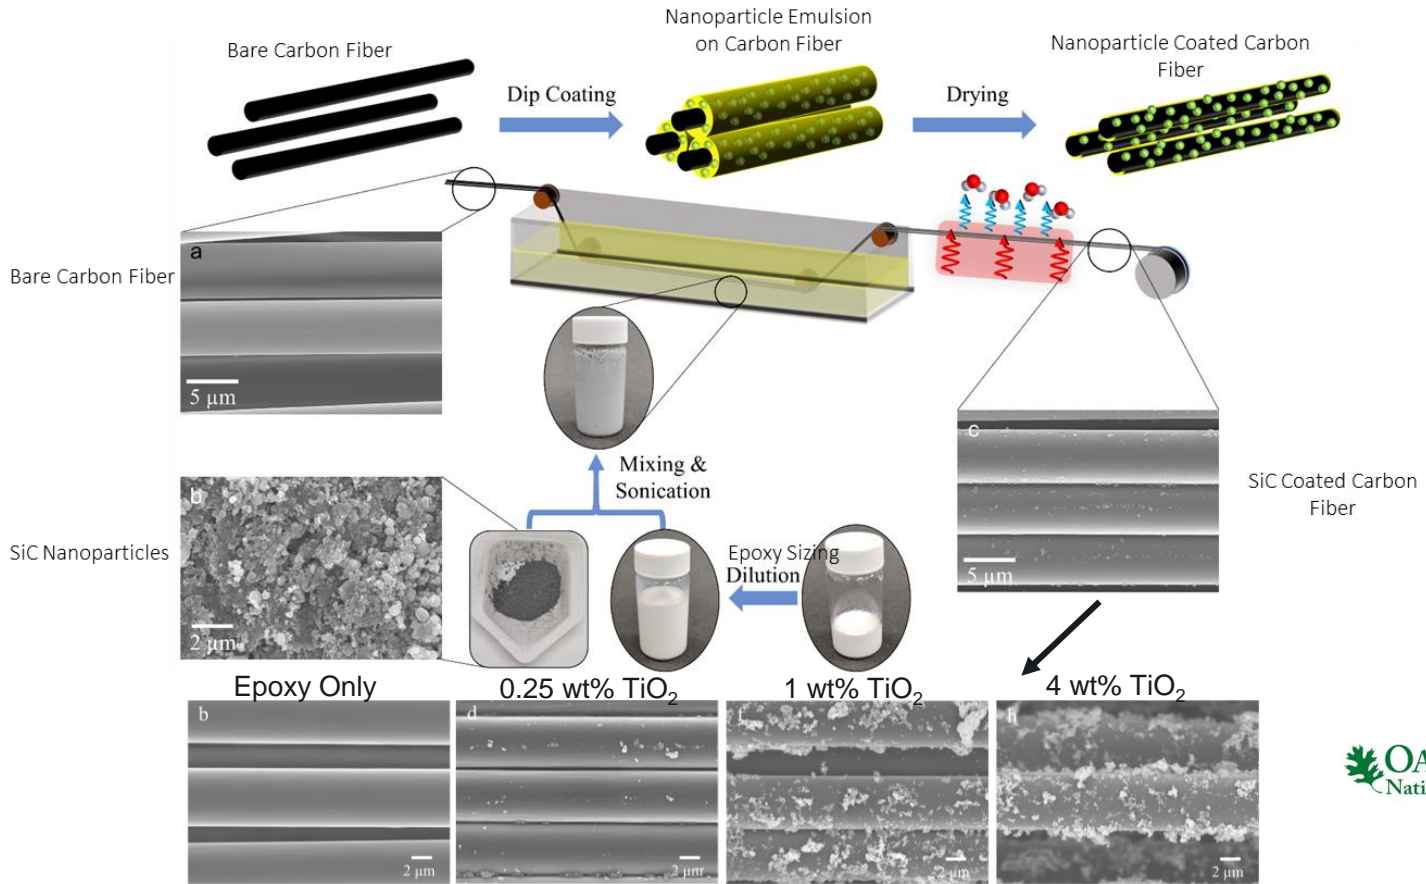 Bare Carbon Fiber
Nanoparticle Emulsion
on Carbon Fiber
Nanoparticle Coated Carbon
Fiber
Dip Coating
Drying
a
Bare Carbon Fiber
5 µm
Mixing &
Sonication
c
5 µm
SiC Coated Carbon
Fiber
b
SiC Nanoparticles
2 µm
Epoxy Sizing
Dilution
Epoxy Only
0.25 wt% TiO₂
1 wt% TiO₂
4 wt% TiO₂
b
d
f
h
2 µm
2 µm
2 µm
2 µm
OA
Nati